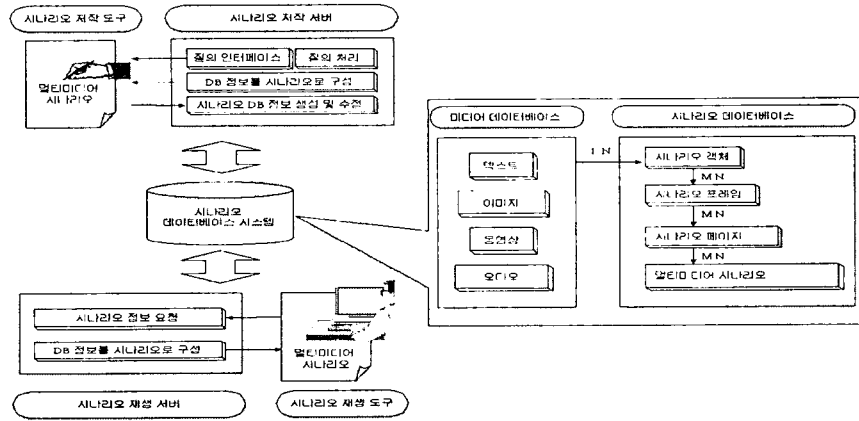 시나리오 저작 도구
시나리오 저작 서버
질의 인터페이스
질의 처리
DB 정보를 시나리오로 구성
시나리오 DB 정보 생성 및 수정
멀티미디어
시나리오
미디어 데이터베이스
시나리오 데이터베이스
텍스트
이미지
동영상
오디오
1 N
시나리오 객체
M N
시나리오 프레임
M N
시나리오 페이지
M N
멀티미디어 시나리오
시나리오
데이터베이스 시스템
시나리오 정보 요청
DB 정보를 시나리오로 구성
멀티미디어
시나리오
시나리오 재생 서버
시나리오 재생 도구